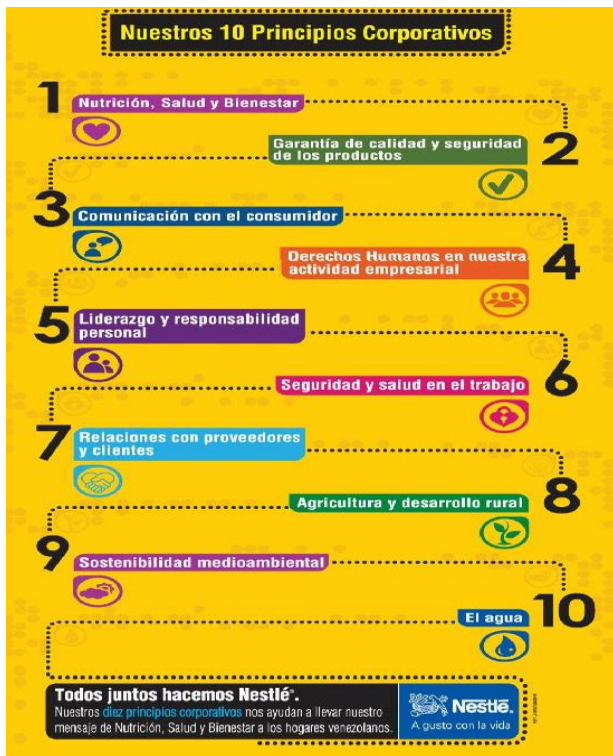 Nuestros 10 Principios Corporativos
1
Nutrición, Salud y Bienestar
2
Garantía de calidad y seguridad
de los productos
3
Comunicación con el consumidor
4
Derechos Humanos en nuestra
actividad empresarial
5
Liderazgo y responsabilidad
personal
6
Seguridad y salud en el trabajo
7
Relaciones con proveedores
y clientes
8
Agricultura y desarrollo rural
9
Sostenibilidad medioambiental
10
El agua
Todos juntos hacemos Nestlé®.
Nuestros diez principios corporativos nos ayudan a llevar nuestro
mensaje de Nutrición, Salud y Bienestar a los hogares venezolanos.
Nestlé.
A gusto con la vida